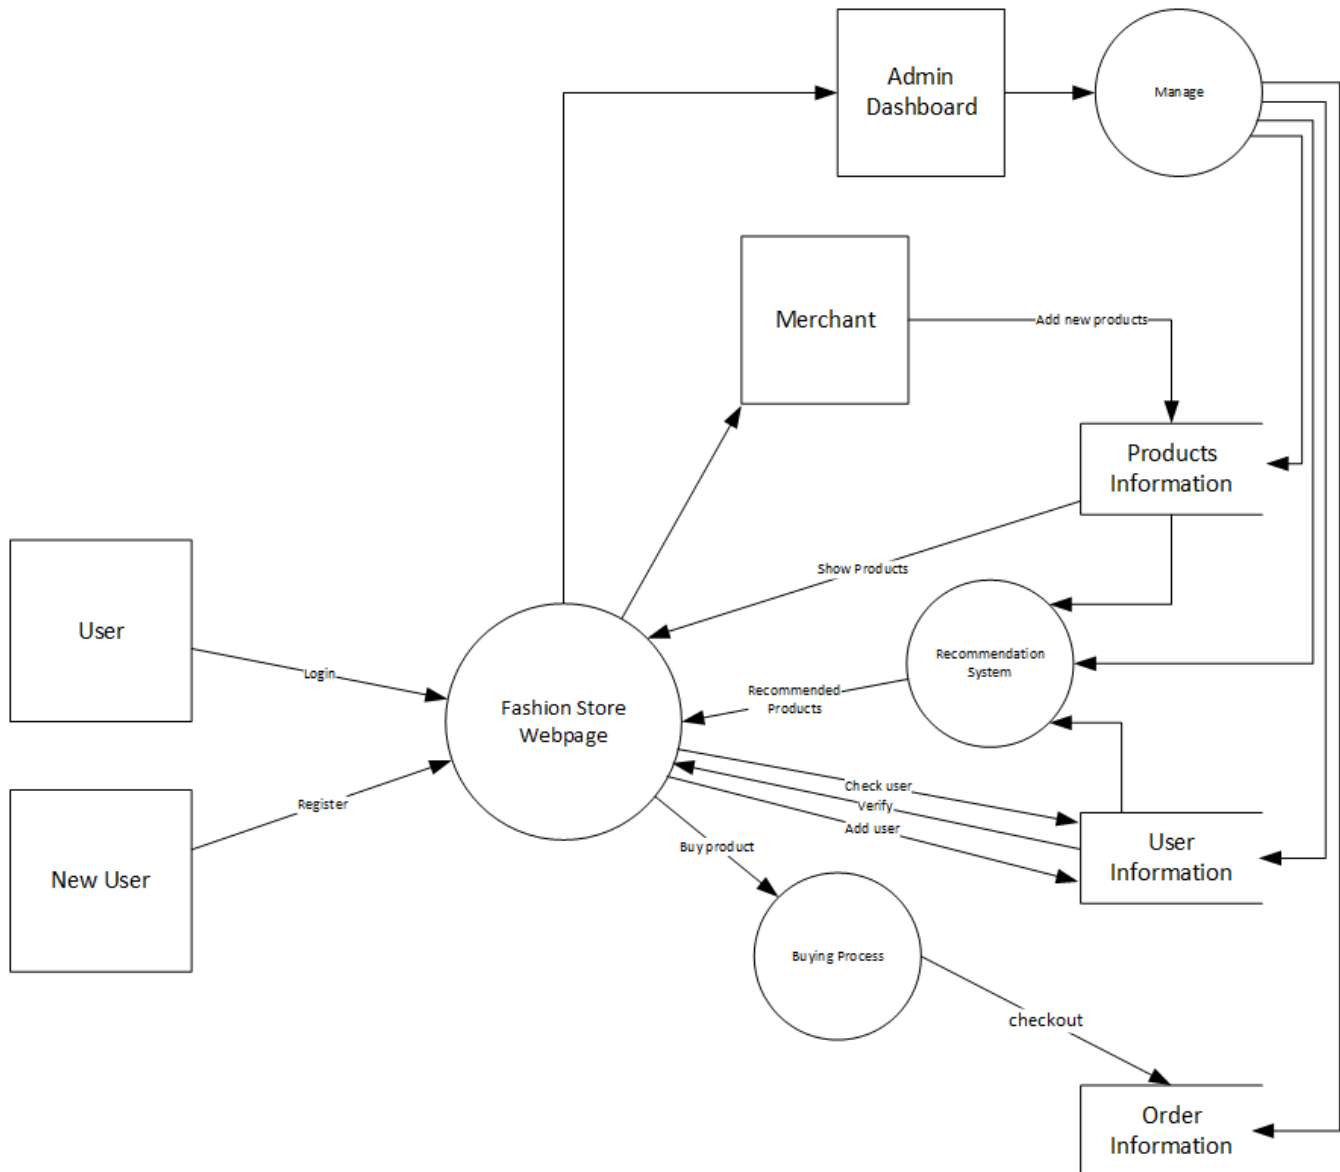 Admin
Dashboard
Manage
Merchant
Add new products
Products
Information
Show Products
User
Login
Recommendation
System
Recommended
Products
Fashion Store
Webpage
New User
Register
Check user
Verify
Add user
Buy product
User
Information
Buying Process
checkout
Order
Information